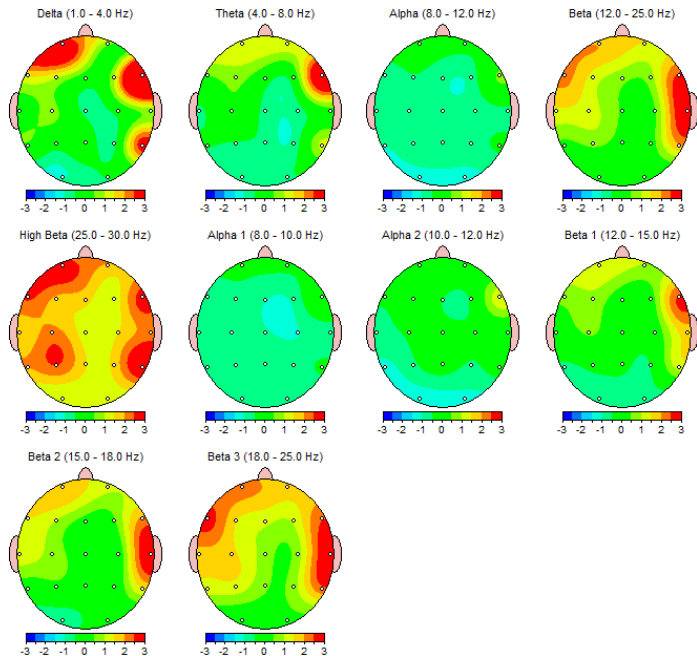 Delta (1.0 - 4.0 Hz) Theta (4.0 - 8.0 Hz) Alpha (8.0 - 12.0 Hz) Beta (12.0 - 25.0 Hz)
-3 -2 -1 0 1 2 3 -3 -2 -1 0 1 2 3 -3 -2 -1 0 1 2 3 -3 -2 -1 0 1 2 3
High Beta (25.0 - 30.0 Hz) Alpha 1 (8.0 - 10.0 Hz) Alpha 2 (10.0 - 12.0 Hz) Beta 1 (12.0 - 15.0 Hz)
-3 -2 -1 0 1 2 3 -3 -2 -1 0 1 2 3 -3 -2 -1 0 1 2 3 -3 -2 -1 0 1 2 3
Beta 2 (15.0 - 18.0 Hz) Beta 3 (18.0 - 25.0 Hz)
-3 -2 -1 0 1 2 3 -3 -2 -1 0 1 2 3